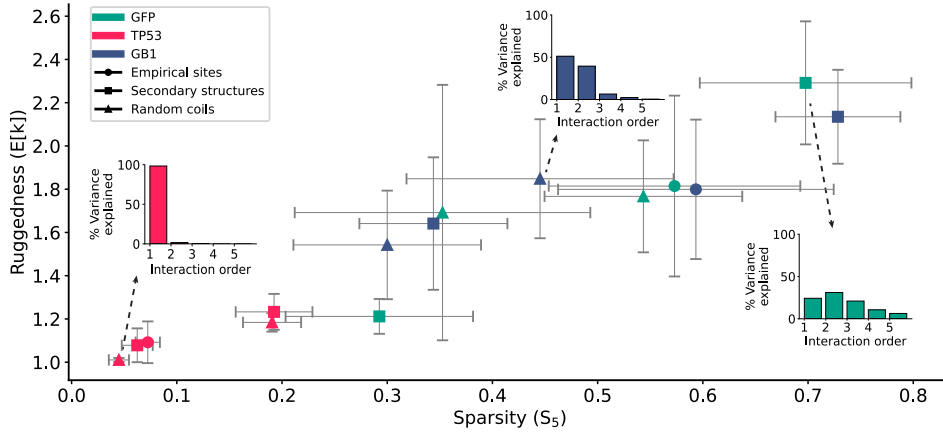 2.6
2.4
2.2
2.0
1.8
1.6
1.4
1.2
1.0
Ruggedness (E[k])
GFP
TP53
GB1
Empirical sites
Secondary structures
Random coils
% Variance
explained
100
50
0
1 2 3 4 5
Interaction order
% Variance
explained
100
50
0
1 2 3 4 5
Interaction order
% Variance
explained
100
50
0
1 2 3 4 5
Interaction order
0.0 0.1 0.2 0.3 0.4 0.5 0.6 0.7 0.8
Sparsity (S₅)